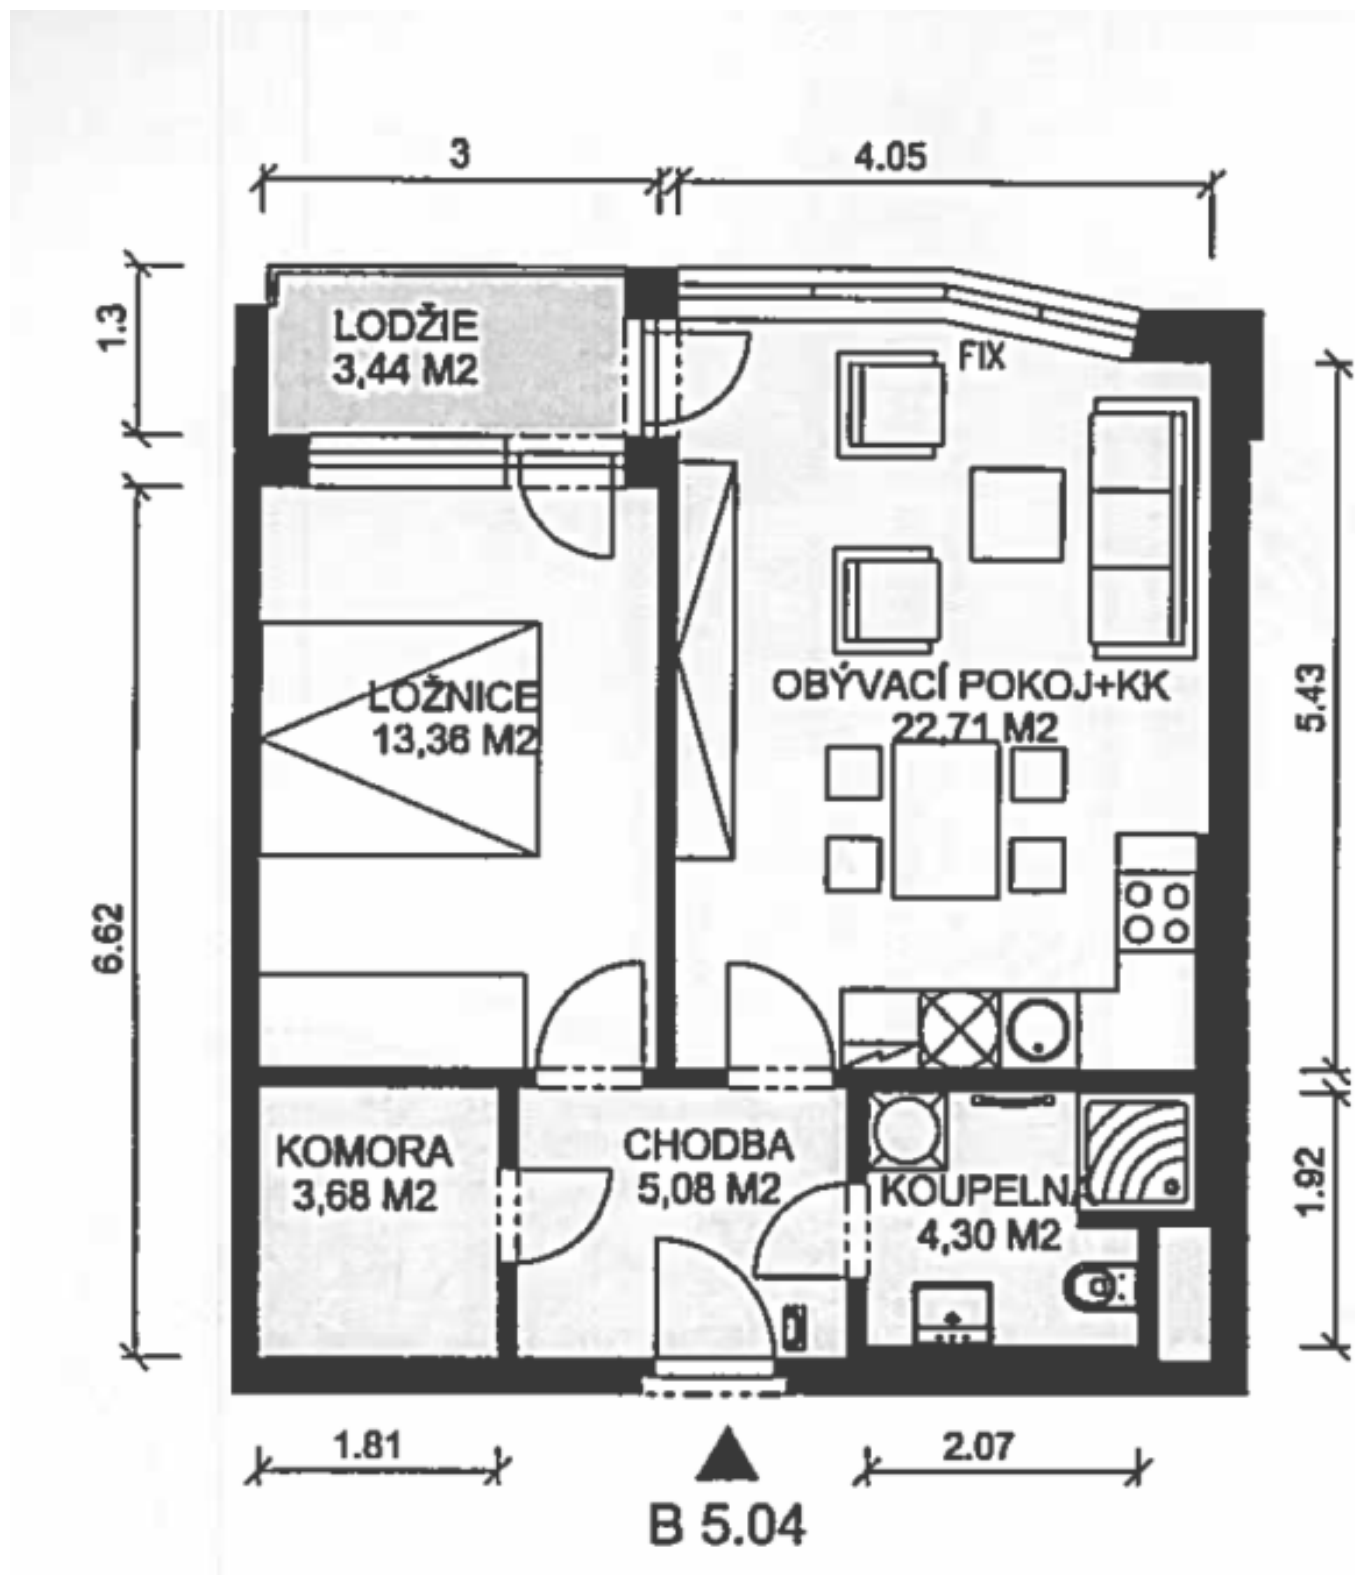 3
4.05
1.3
LODŽIE
3,44 M2
FIX
LOŽNICE
13,36 M2
OBÝVACÍ POKOJ+KK
22,71 M2
5.43
6.62
KOMORA
3,68 M2
CHODBA
5,08 M2
KOUPELNA
4,30 M2
1.92
1.81
2.07
B 5.04